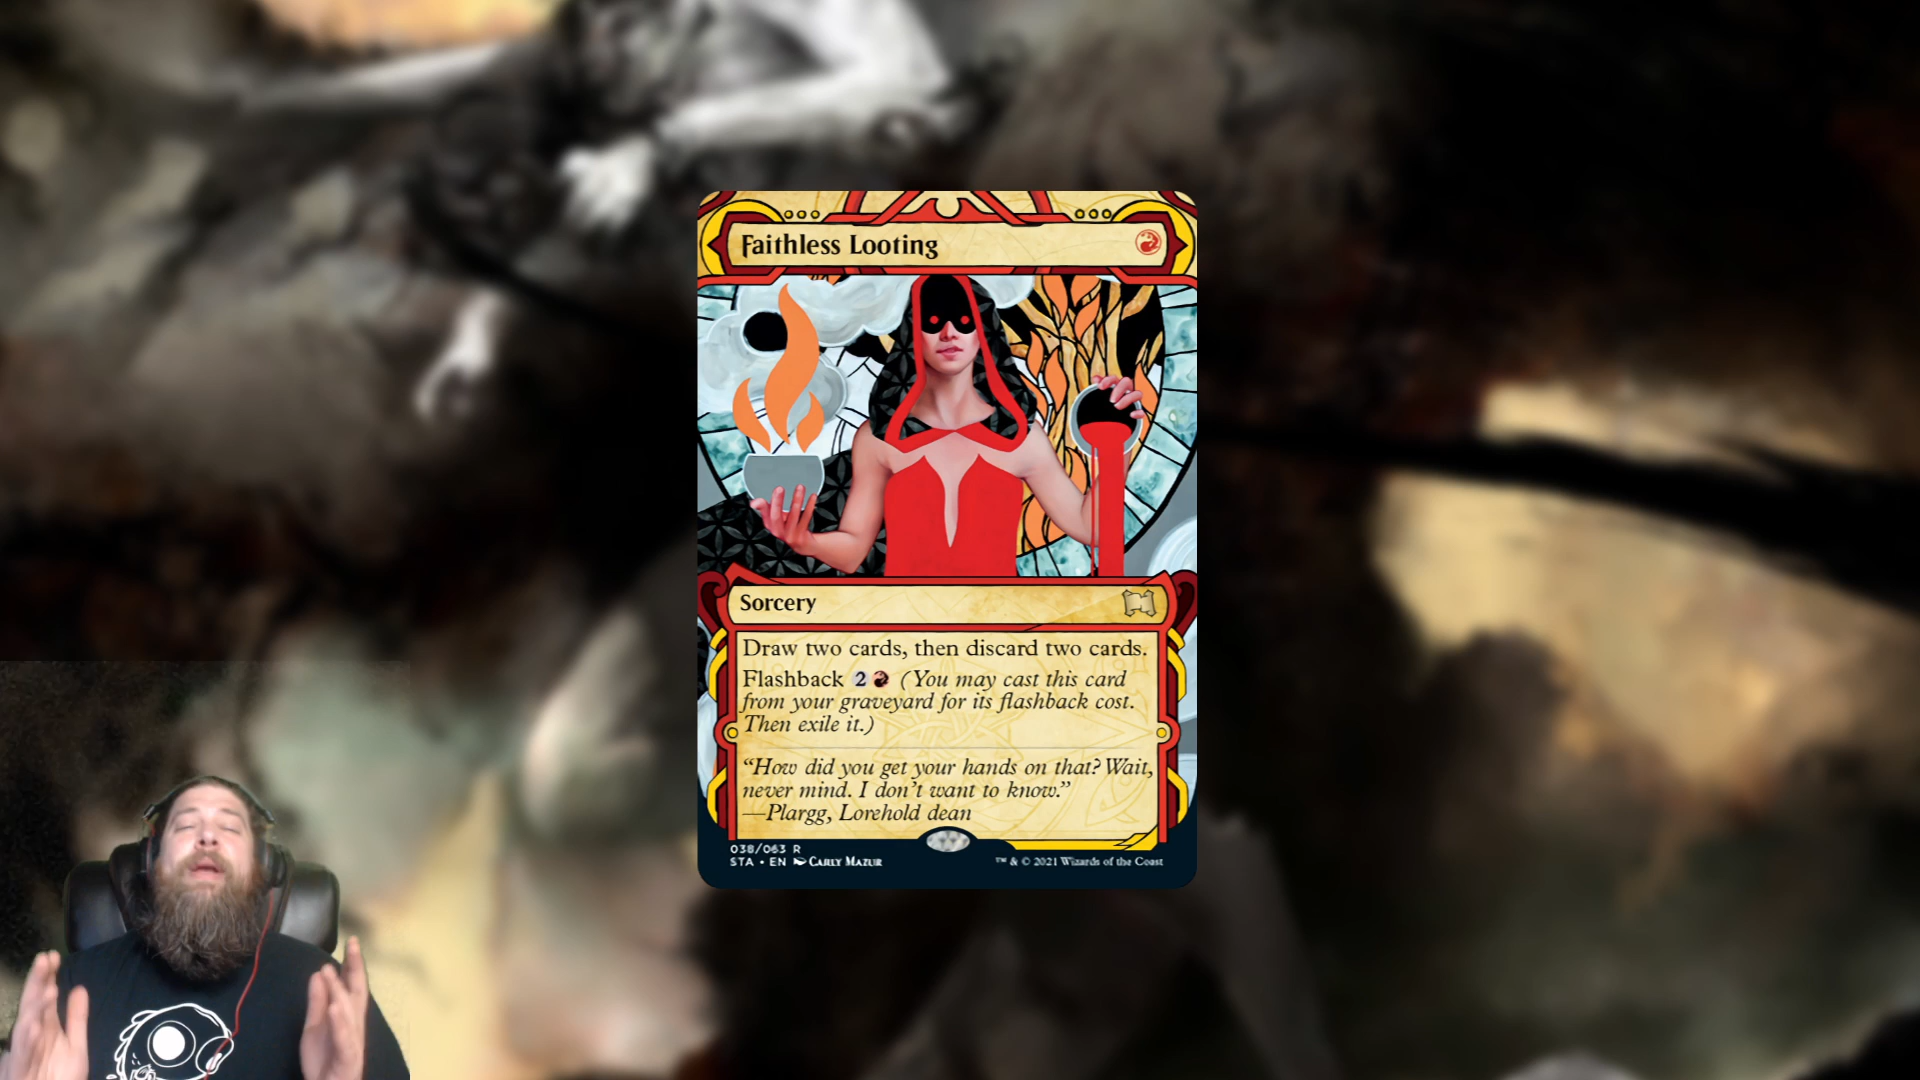 Faithless Looting
Sorcery
Draw two cards, then discard two cards.
Flashback 2 (You may cast this card
from your graveyard for its flashback cost.
Then exile it.)
“How did you get your hands on that? Wait,
never mind. I don’t want to know.”
—Plargg, Lorehold dean
038/063 R
STA • EN Carly Mazur
™ & © 2021 Wizards of the Coast